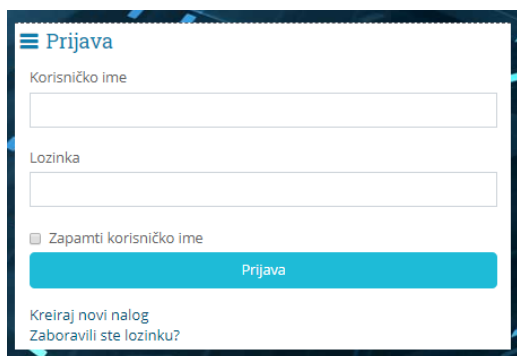 Prijava
Korisničko ime
Lozinka
Zapamti korisničko ime
Prijava
Kreiraj novi nalog
Zaboravili ste lozinku?